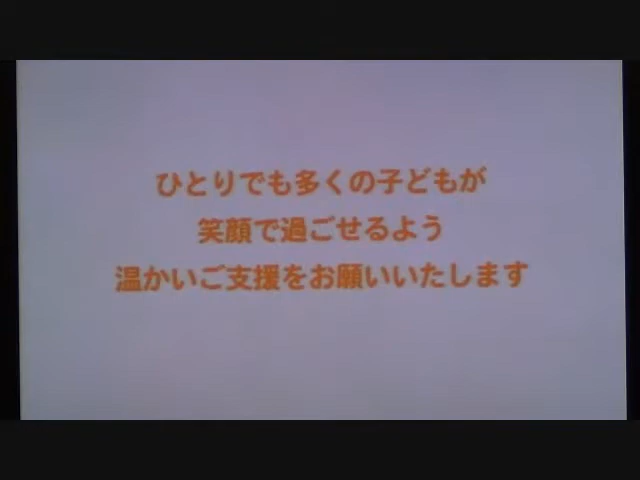 ひとりでも多くの子どもが
笑顔で過ごせるよう
温かいご支援をお願いいたします